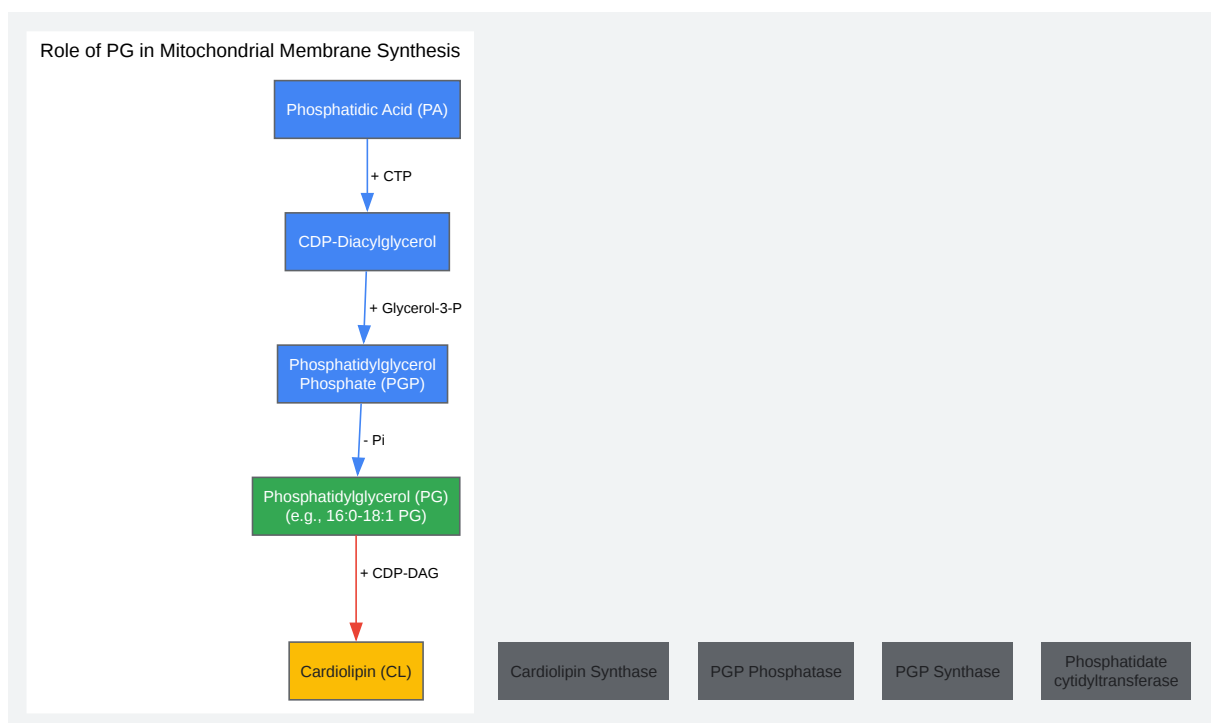 Role of PG in Mitochondrial Membrane Synthesis
Phosphatidic Acid (PA)
+ CTP
CDP-Diacylglycerol
+ Glycerol-3-P
Phosphatidylglycerol
Phosphate (PGP)
- Pi
Phosphatidylglycerol (PG)
(e.g., 16:0-18:1 PG)
+ CDP-DAG
Cardiolipin (CL)
Cardiolipin Synthase
PGP Phosphatase
PGP Synthase
Phosphatidate
cytidyltransferase